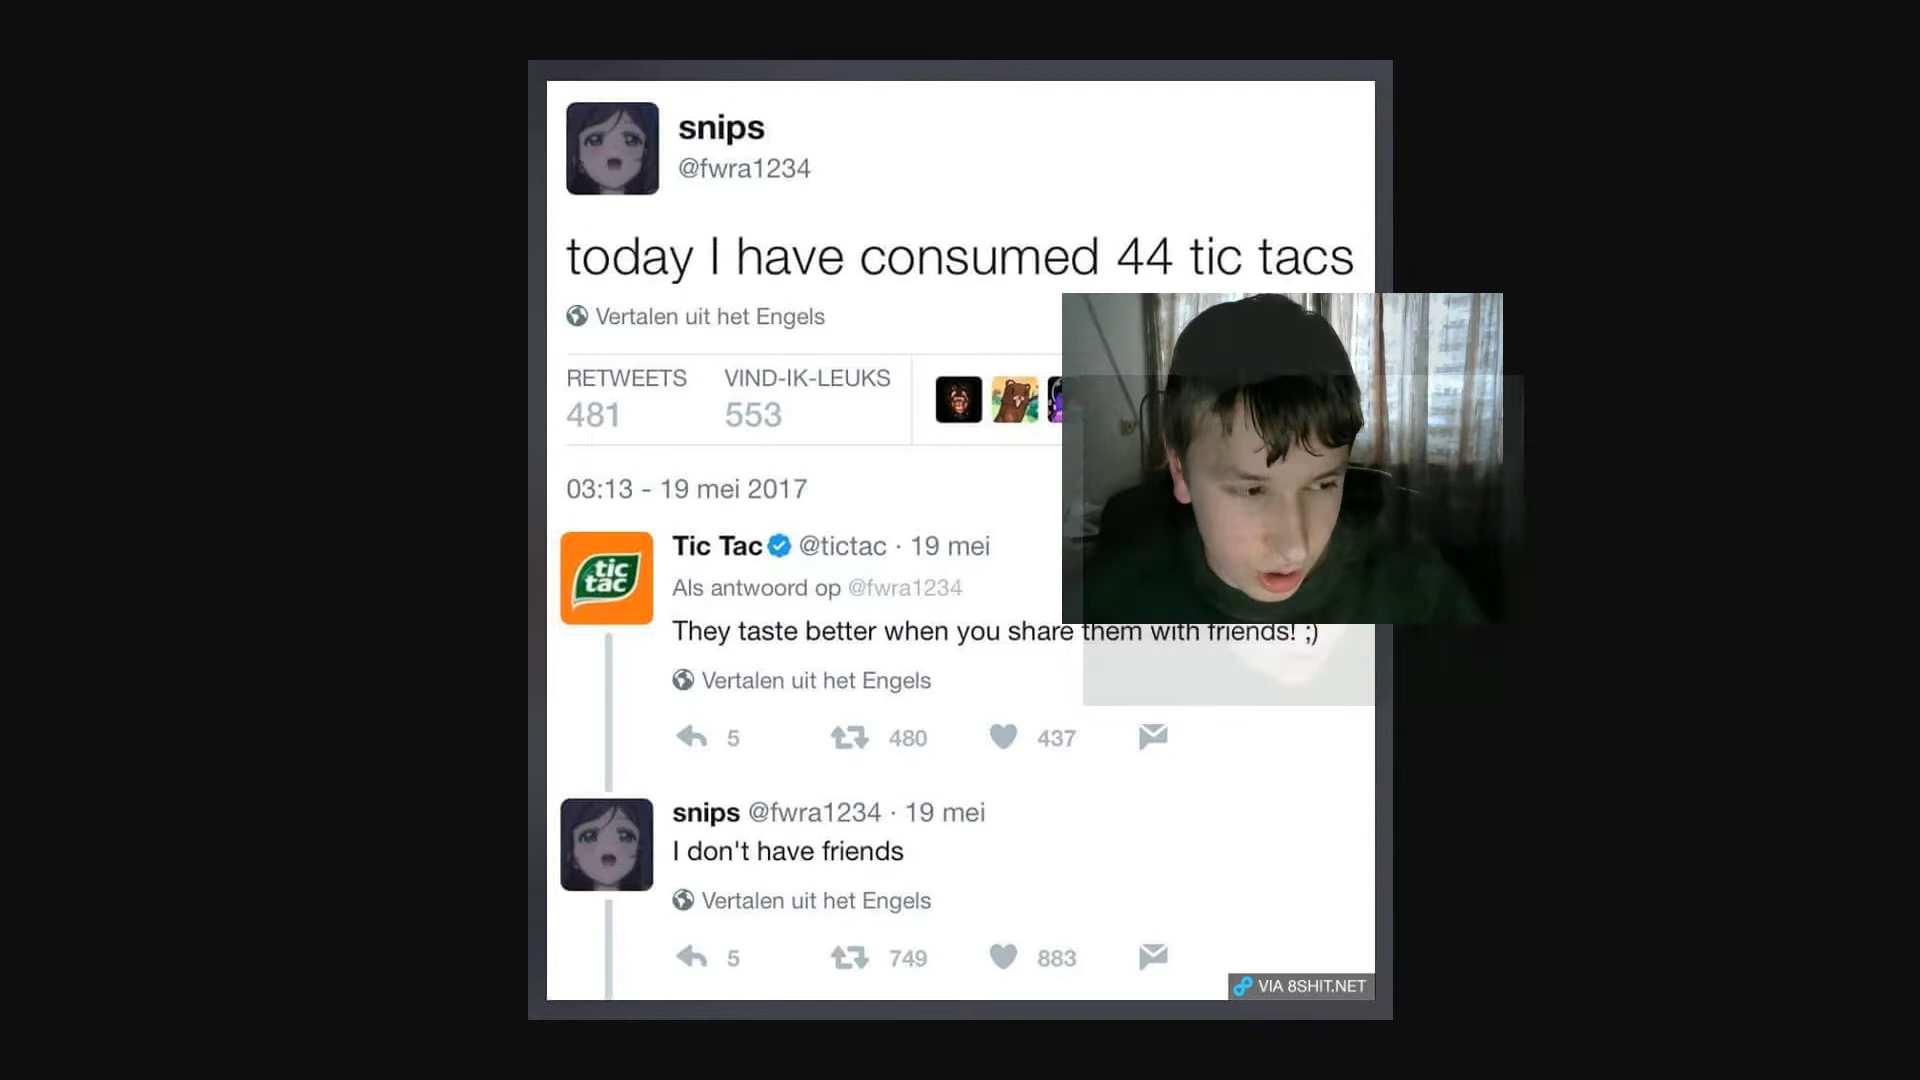 snips
@fwra1234
today I have consumed 44 tic tacs
Vertalen uit het Engels
RETWEETS VIND-IK-LEUKS
481 553
03:13 - 19 mei 2017
tic
tac
Tic Tac @tictac · 19 mei
Als antwoord op @fwra1234
They taste better when you share them with friends! ;)
Vertalen uit het Engels
5 480 437
snips @fwra1234 · 19 mei
I don't have friends
Vertalen uit het Engels
5 749 883
VIA 8SHIT.NET